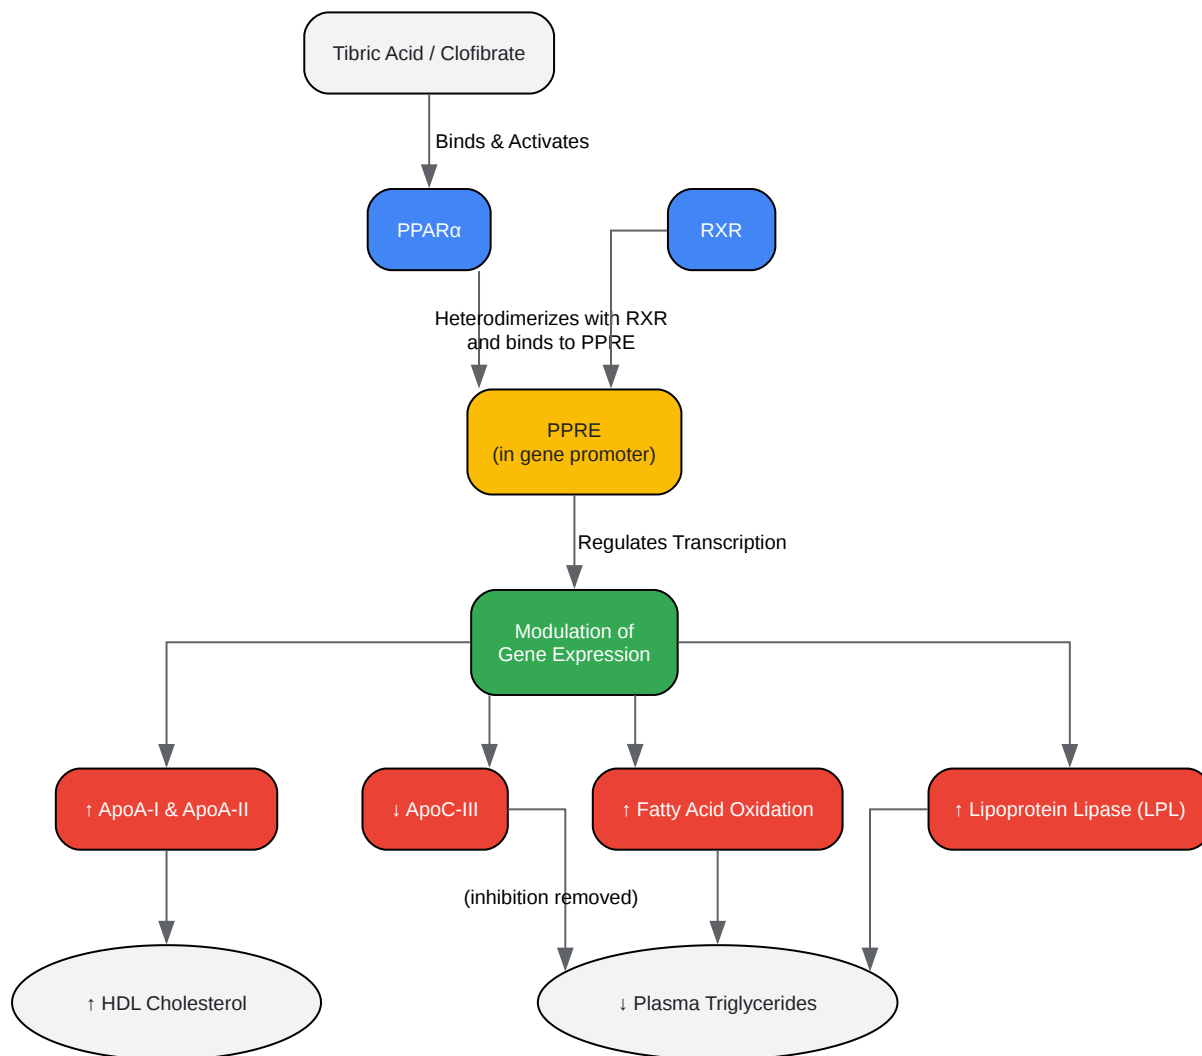 Tibric Acid / Clofibrate
Binds & Activates
PPARα
RXR
Heterodimerizes with RXR
and binds to PPRE
PPRE
(in gene promoter)
Regulates Transcription
Modulation of
Gene Expression
↑ ApoA-I & ApoA-II
↓ ApoC-III
↑ Fatty Acid Oxidation
↑ Lipoprotein Lipase (LPL)
(inhibition removed)
↑ HDL Cholesterol
↓ Plasma Triglycerides